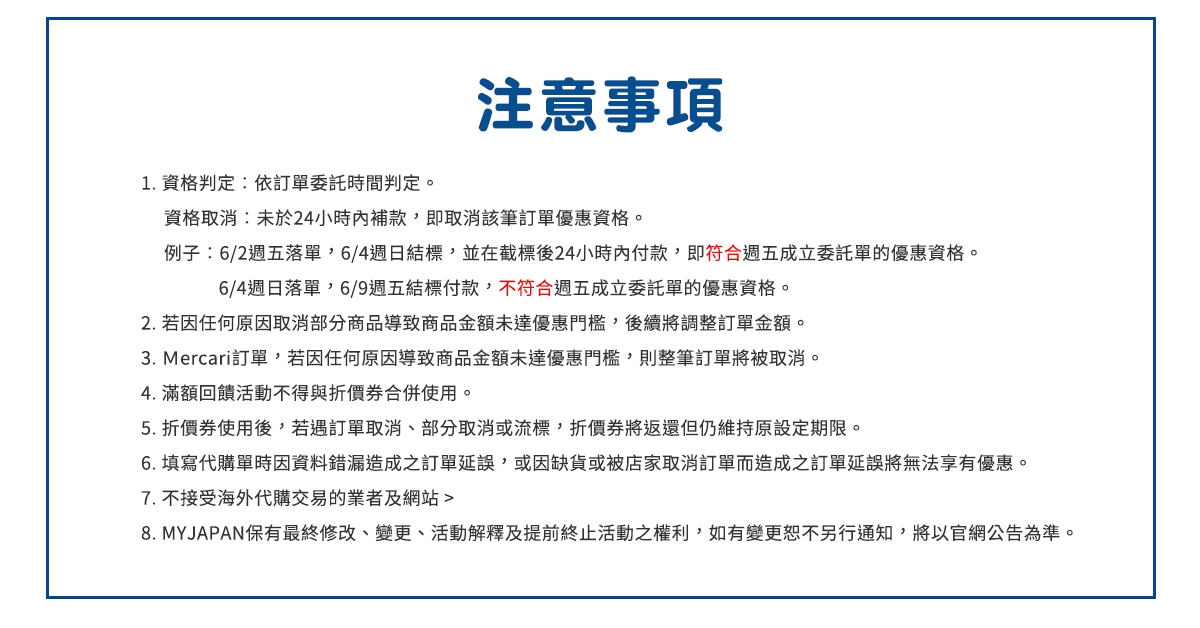 注意事項
1. 資格判定：依訂單委託時間判定。
資格取消：未於24小時內補款，即取消該筆訂單優惠資格。
例子：6/2週五落單，6/4週日結標，並在截標後24小時內付款，即符合週五成立委託單的優惠資格。
6/4週日落單，6/9週五結標付款，不符合週五成立委託單的優惠資格。
2. 若因任何原因取消部分商品導致商品金額未達優惠門檻，後續將調整訂單金額。
3. Mercari訂單，若因任何原因導致商品金額未達優惠門檻，則整筆訂單將被取消。
4. 滿額回饋活動不得與折價券合併使用。
5. 折價券使用後，若遇訂單取消、部分取消或流標，折價券將返還但仍維持原設定期限。
6. 填寫代購單時因資料錯漏造成之訂單延誤，或因缺貨或被店家取消訂單而造成之訂單延誤將無法享有優惠。
7. 不接受海外代購交易的業者及網站 >
8. MYJAPAN保有最終修改、變更、活動解釋及提前終止活動之權利，如有變更恕不另行通知，將以官網公告為準。